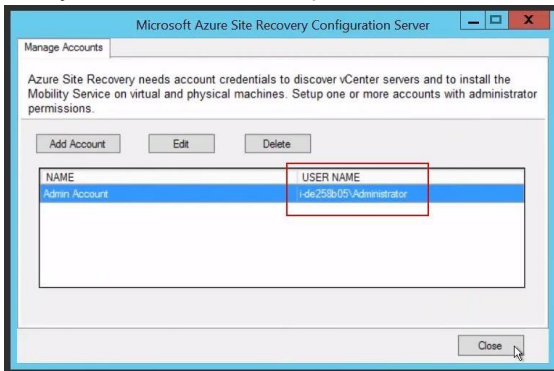 Microsoft Azure Site Recovery Configuration Server
Manage Accounts
Azure Site Recovery needs account credentials to discover vCenter servers and to install the
Mobility Service on virtual and physical machines. Setup one or more accounts with administrator
permissions.
Add Account Edit Delete
NAME USER NAME
Admin Account i-de258b05\Administrator
Close